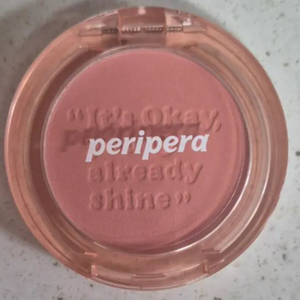 "It's Okay,
peripera
already
shine"